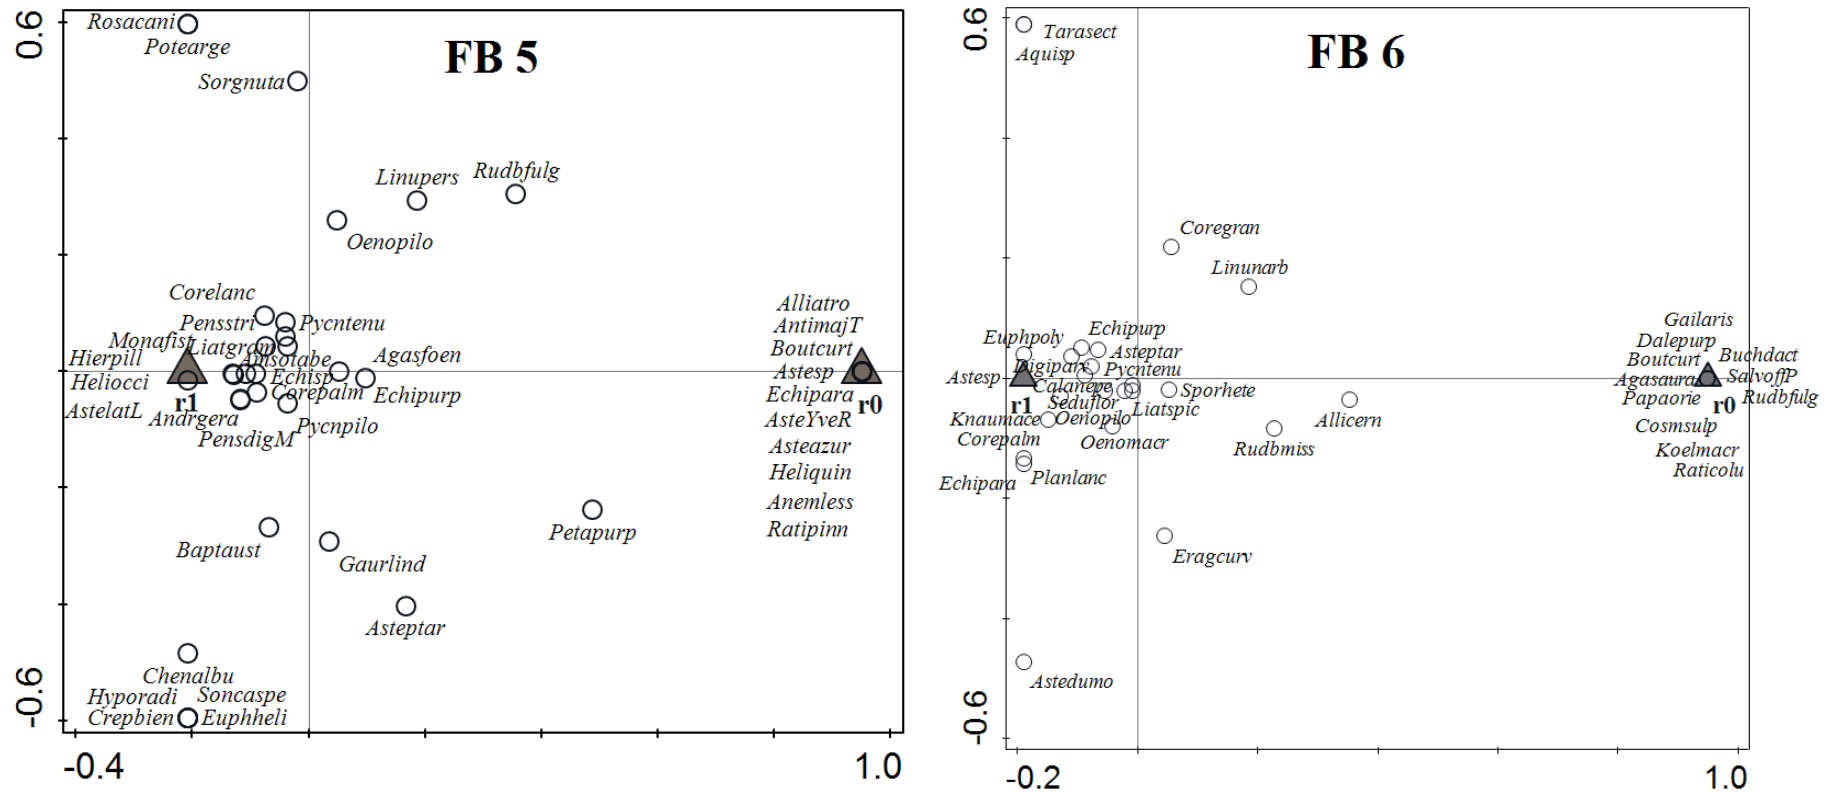 FB 5
0.6
Rosacani
Potearge
Sorgnuta
Linupers
Rudbfulg
Oenopilo
Corelanc
Pensstri
Pycntenu
Monafist
Liatgram
Amsotabe
Agasfoen
Hierpill
Heliocci
Echisp
Corepalm
Echipurp
r1
AstelatL
Andrgera
PensdigM
Pycnpilo
Alliatro
AntimajT
Boutcurt
Astesp
Echipara
r0
AsteYveR
Asteazur
Heliquin
Anemless
Ratipinn
Petapurp
Baptaust
Gaurlind
Asteptar
Chenalbu
Hyporadi
Soncaspe
Crepbien
Euphheli
-0.6
-0.4
1.0
FB 6
0.6
Tarasect
Aquisp
Coregran
Linunarb
Euphpoly
Echipurp
Asteptar
Digiparv
Pycntenu
Astesp
Calanepe
Sporhete
r1
Seduflor
Liatspic
Knaumace
Oenopilo
Allicern
Corepalm
Oenomacr
Rudbmiss
Echipara
Planlanc
Gailaris
Dalepurp
Boutcurt
Buchdact
Agasaura
SalvoffP
Papaorie
r0
Rudbfulg
Cosmsulp
Koelmacr
Raticolu
Eragcurv
Astedumo
-0.6
-0.2
1.0